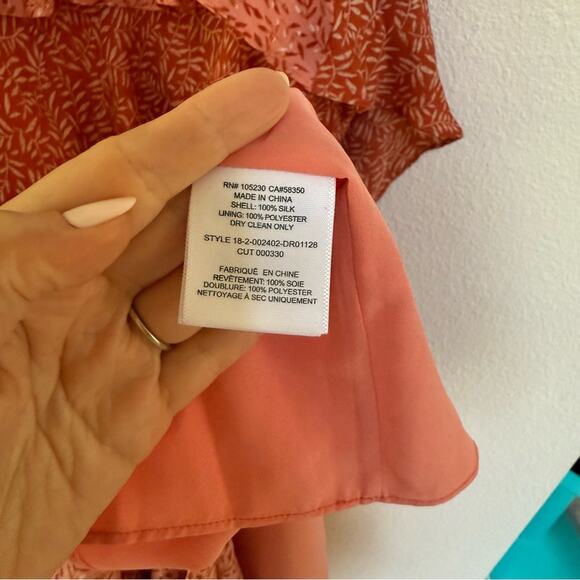 RN# 105230 CA#58350
MADE IN CHINA
SHELL: 100% SILK
LINING: 100% POLYESTER
DRY CLEAN ONLY
STYLE 18-2-002402-DR01128
CUT 000330
FABRIQUÉ EN CHINE
REVÊTEMENT: 100% SOIE
DOUBLURE: 100% POLYESTER
NETTOYAGE À SEC UNIQUEMENT